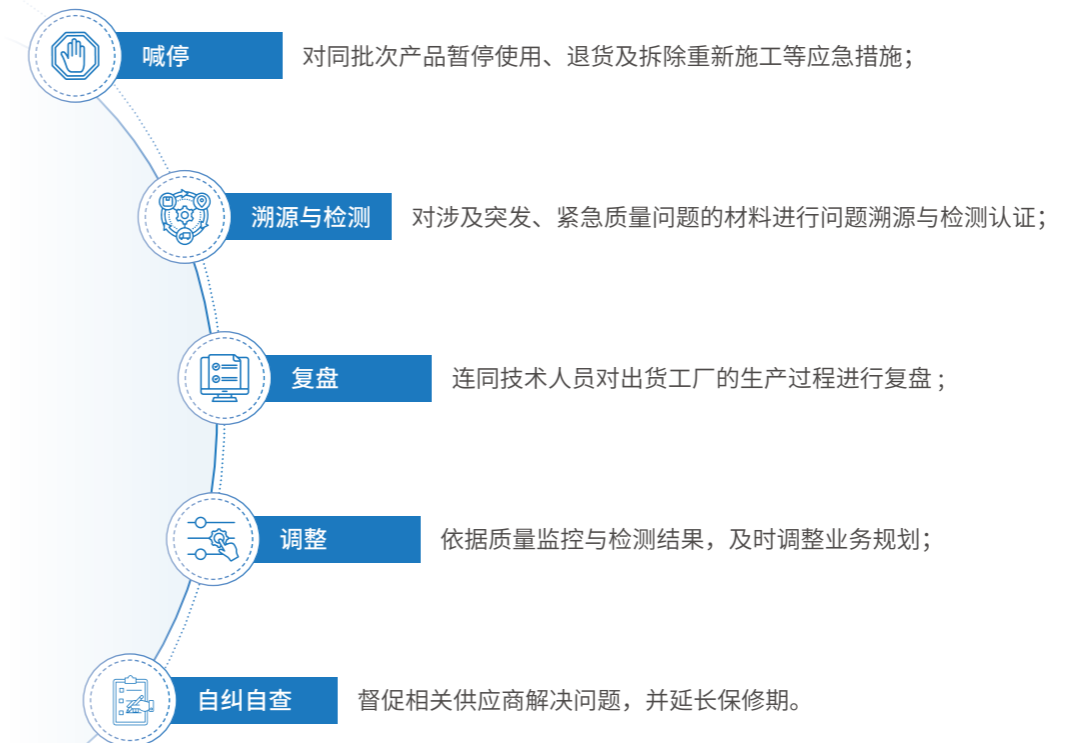 喊停
对同批次产品暂停使用、退货及拆除重新施工等应急措施；
溯源与检测
对涉及突发、紧急质量问题的材料进行问题溯源与检测认证；
复盘
连同技术人员对出货工厂的生产过程进行复盘；
调整
依据质量监控与检测结果，及时调整业务规划；
自纠自查
督促相关供应商解决问题，并延长保修期。